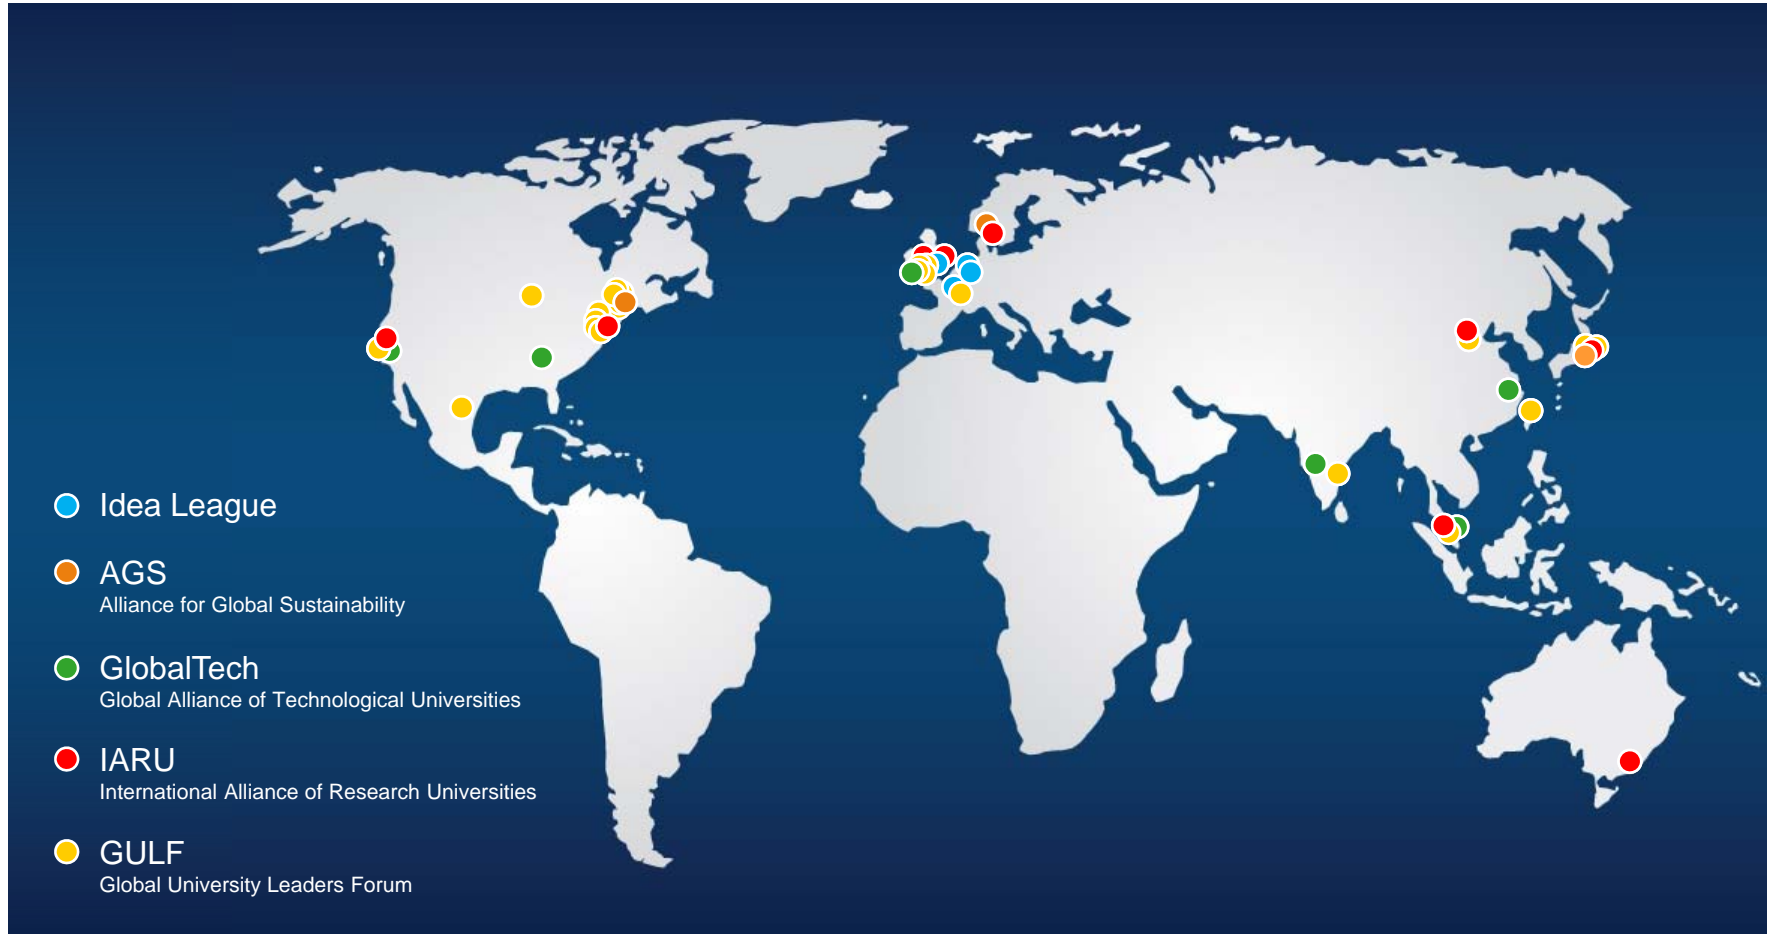 Idea League
AGS
Alliance for Global Sustainability
GlobalTech
Global Alliance of Technological Universities
IARU
International Alliance of Research Universities
GULF
Global University Leaders Forum